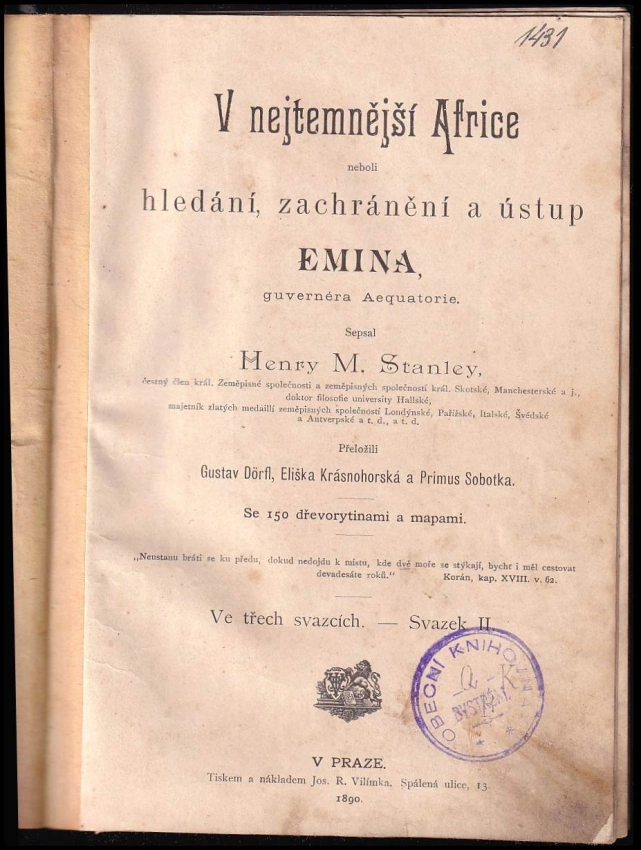 1431
V nejtemnější Africe
neboli
hledání, zachránění a ústup
EMINA,
guvernéra Aequatorie.
Sepsal
Henry M. Stanley,
čestný člen král. Zeměpisné společnosti a zeměpisných společností král. Skotské, Manchesterské a j.,
doktor filosofie university Hallské,
majetník zlatých medaillí zeměpisných společností Londýnské, Pařížské, Italské, Švédské
a Antverpské a t. d., a t. d.
Přeložili
Gustav Dörfl, Eliška Krásnohorská a Primus Sobotka.
Se 150 dřevorytinami a mapami.
„Neustanu bráti se ku předu, dokud nedojdu k místu, kde dvě moře se stýkají, bycht i měl cestovat
devadesáte roků.“ Korán, kap. XVIII. v. 62.
Ve třech svazcích. — Svazek II.
OBECNÍ KNIHOVNA
V PRAZE.
Tiskem a nákladem Jos. R. Vilímka. Spálená ulice, 13
1890.